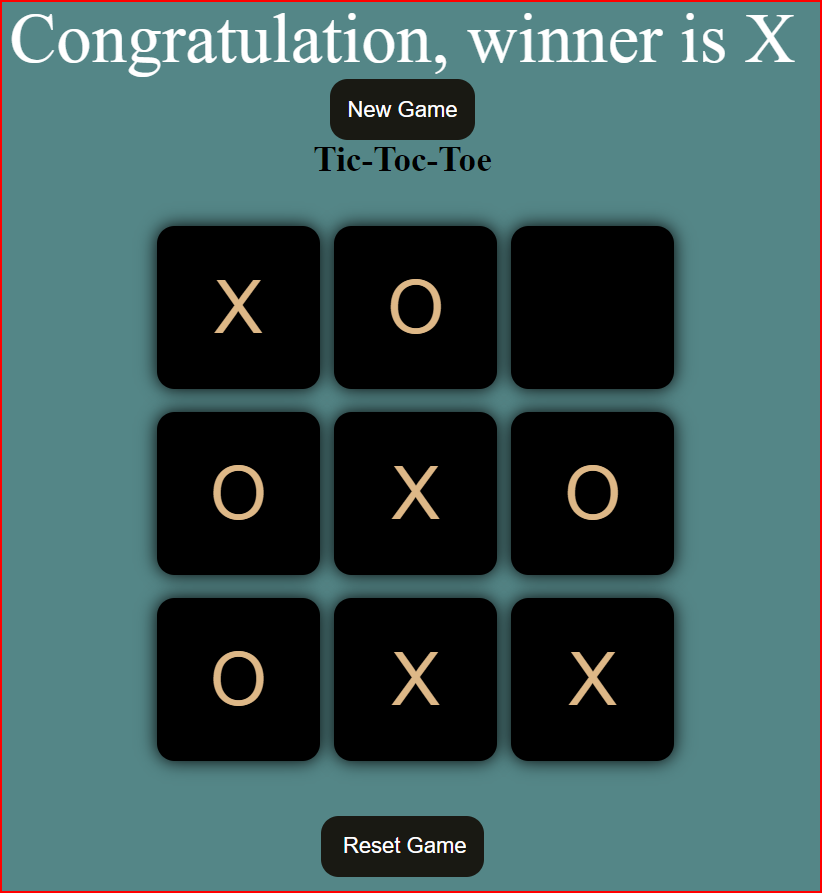 Congratulation, winner is X
New Game
Tic-Toc-Toe
X O
O X O
O X X
Reset Game